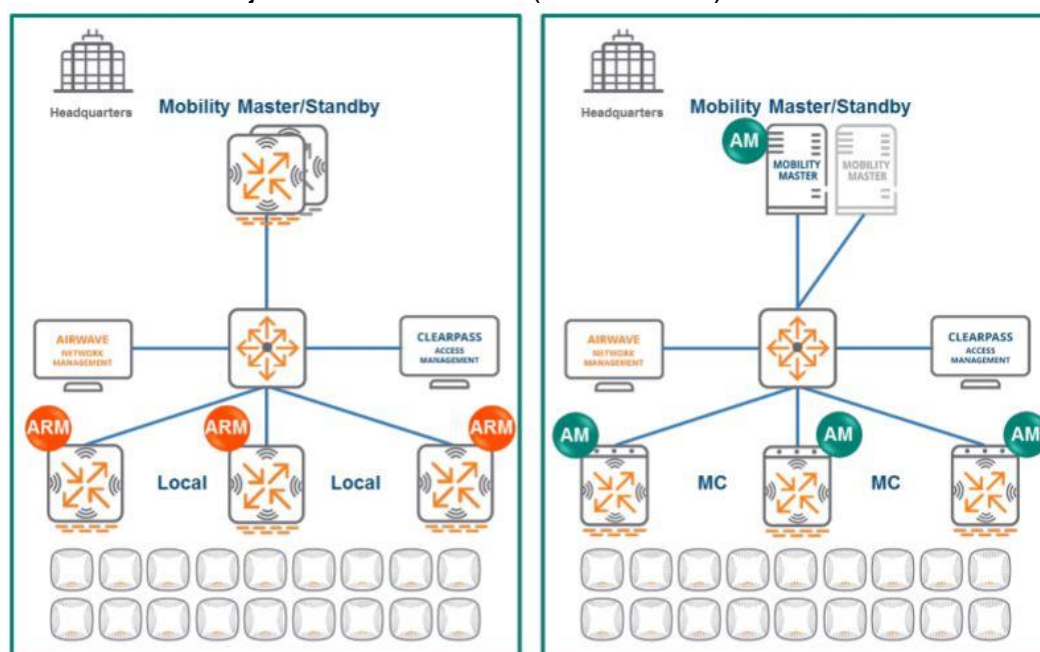 Headquarters
Mobility Master/Standby
AIRWAVE
NETWORK
MANAGEMENT
CLEARPASS
ACCESS
MANAGEMENT
ARM
ARM
ARM
Local
Local
Headquarters
Mobility Master/Standby
AM
MOBILITY
MASTER
MOBILITY
MASTER
AIRWAVE
NETWORK
MANAGEMENT
CLEARPASS
ACCESS
MANAGEMENT
AM
AM
AM
MC
MC